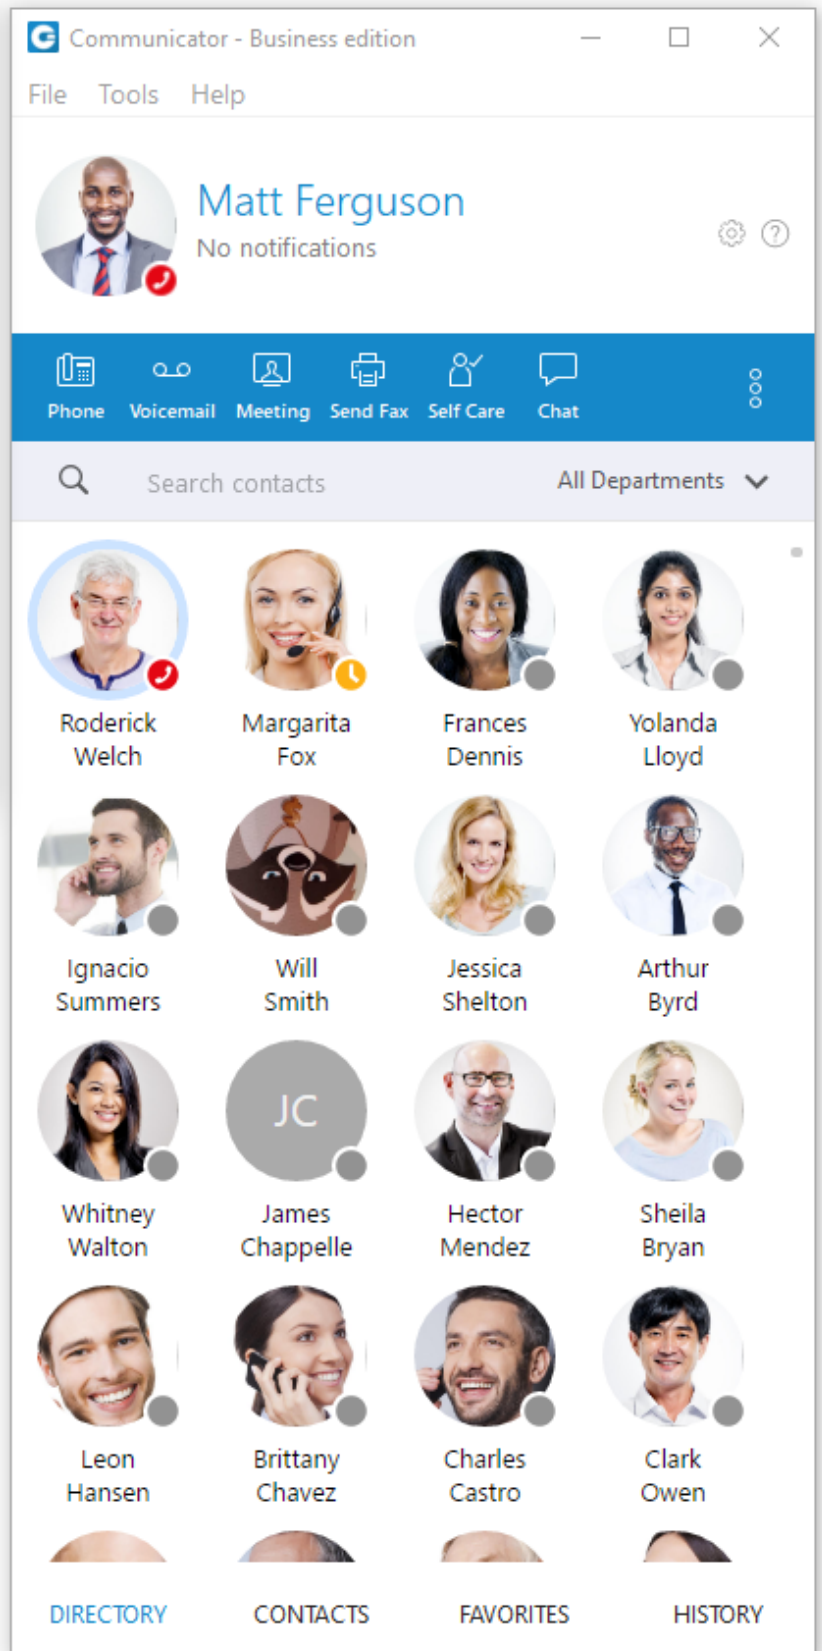 Communicator - Business edition
File Tools Help
Matt Ferguson
No notifications
Phone Voicemail Meeting Send Fax Self Care Chat
Search contacts All Departments
Roderick Margarita Frances Yolanda
Welch Fox Dennis Lloyd
Ignacio Will Jessica Arthur
Summers Smith Shelton Byrd
JC
Whitney James Hector Sheila
Walton Chappelle Mendez Bryan
Leon Brittany Charles Clark
Hansen Chavez Castro Owen
DIRECTORY CONTACTS FAVORITES HISTORY